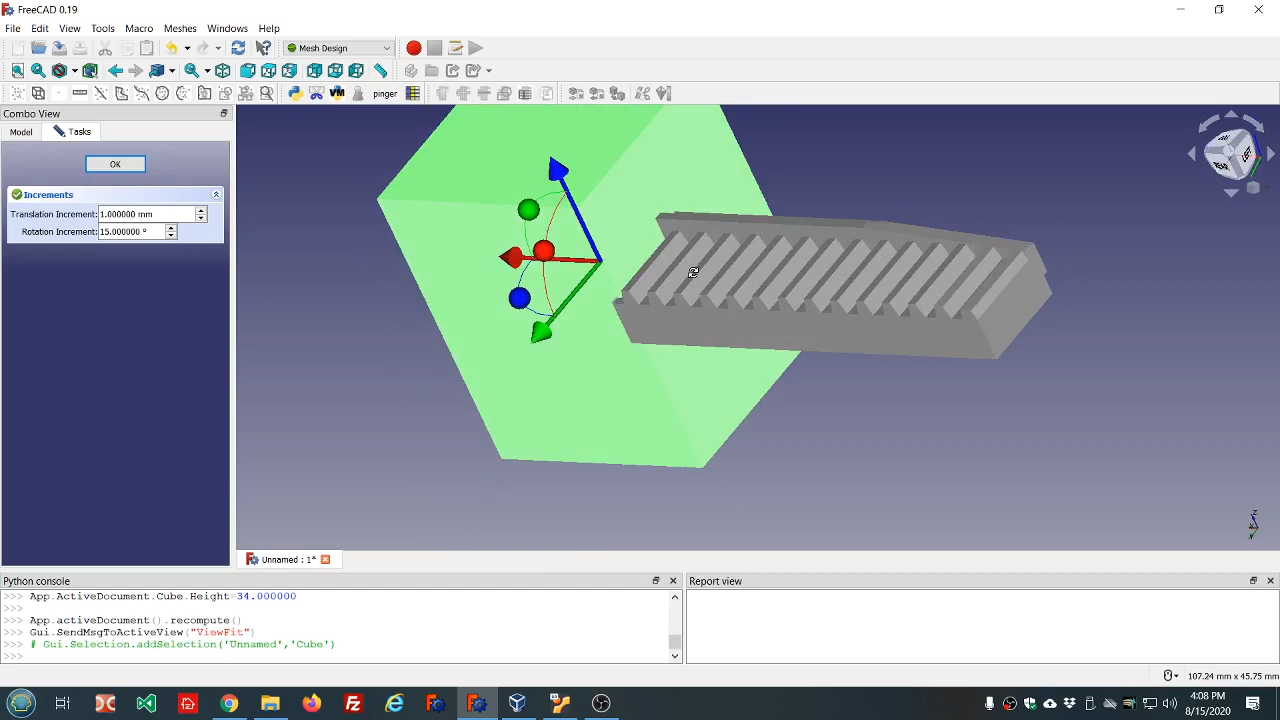 FreeCAD 0.19
File Edit View Tools Macro Meshes Windows Help
Mesh Design
pinger
Combo View
Model Tasks
OK
Increments
Translation Increment: 1.000000 mm
Rotation Increment: 15.000000 °
Z
Unnamed : 1*
Python console
>>> App.ActiveDocument.Cube.Height=34.000000
>>>
>>> App.activeDocument().recompute()
>>> Gui.SendMsgToActiveView("ViewFit")
>>> # Gui.Selection.addSelection('Unnamed','Cube')
>>>
Report view
107.24 mm x 45.75 mm
4:08 PM
8/15/2020